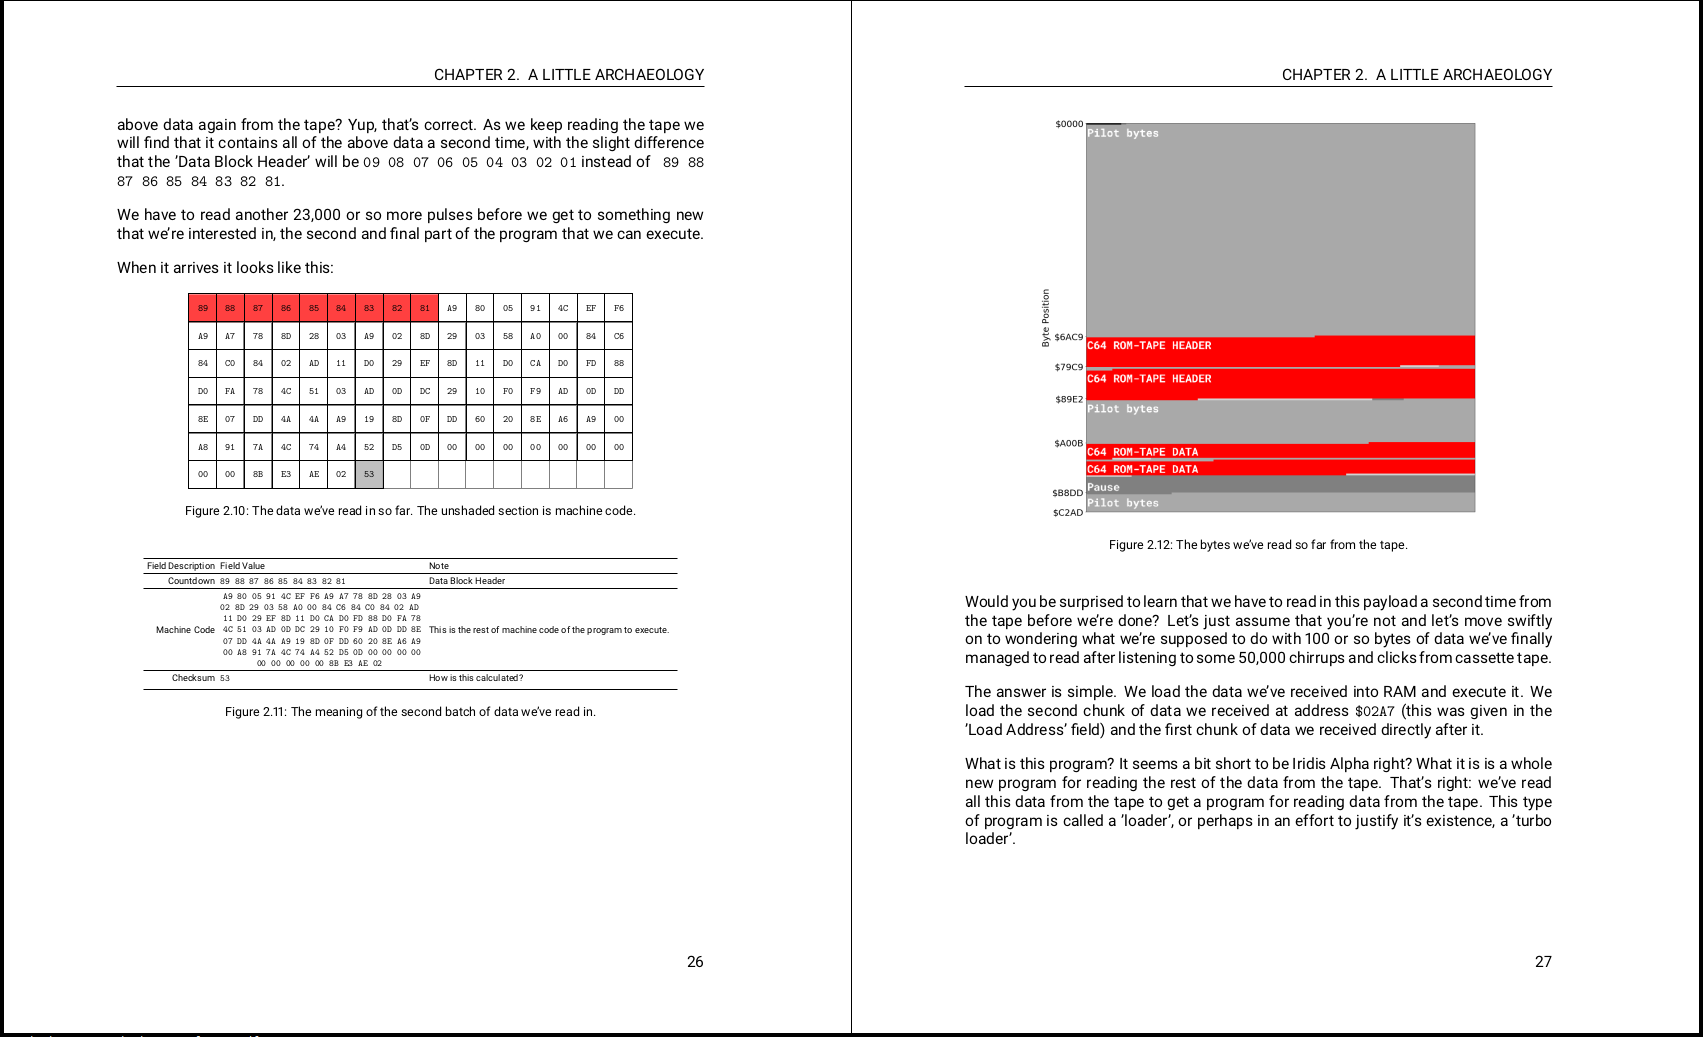 CHAPTER 2. A LITTLE ARCHAEOLOGY
above data again from the tape? Yup, that's correct. As we keep reading the tape we
will find that it contains all of the above data a second time, with the slight difference
that the 'Data Block Header' will be 09 08 07 06 05 04 03 02 01 instead of 89 88
87 86 85 84 83 82 81.
We have to read another 23,000 or so more pulses before we get to something new
that we're interested in, the second and final part of the program that we can execute.
When it arrives it looks like this:
89 88 87 86 85 84 83 82 81 A9 80 05 91 4C EF F6
A9 A7 78 8D 28 03 A9 02 8D 29 03 58 A0 00 84 C6
84 C0 84 02 AD 11 D0 29 EF 8D 11 D0 CA D0 FD 88
D0 FA 78 4C 51 03 AD 0D DC 29 10 F0 F9 AD 0D DD
8E 07 DD 4A 4A A9 19 8D 0F DD 60 20 8E A6 A9 00
A8 91 7A 4C 74 A4 52 D5 0D 00 00 00 00 00 00 00
00 00 8B E3 AE 02 53
Figure 2.10: The data we've read in so far. The unshaded section is machine code.
Field Description Field Value Note
Countdown 89 88 87 86 85 84 83 82 81 Data Block Header
A9 80 05 91 4C EF F6 A9 A7 78 8D 28 03 A9
02 8D 29 03 58 A0 00 84 C6 84 C0 84 02 AD
11 D0 29 EF 8D 11 D0 CA D0 FD 88 D0 FA 78
Machine Code 4C 51 03 AD 0D DC 29 10 F0 F9 AD 0D DD 8E This is the rest of machine code of the program to execute.
07 DD 4A 4A A9 19 8D 0F DD 60 20 8E A6 A9
00 A8 91 7A 4C 74 A4 52 D5 0D 00 00 00 00
00 00 00 00 00 8B E3 AE 02
Checksum 53 How is this calculated?
Figure 2.11: The meaning of the second batch of data we've read in.
26
CHAPTER 2. A LITTLE ARCHAEOLOGY
$0000
Pilot bytes
Byte Position
$6AC9
C64 ROM-TAPE HEADER
$79C9
C64 ROM-TAPE HEADER
$89E2
Pilot bytes
$A00B
C64 ROM-TAPE DATA
C64 ROM-TAPE DATA
Pause
$B8DD
Pilot bytes
$C2AD
Figure 2.12: The bytes we've read so far from the tape.
Would you be surprised to learn that we have to read in this payload a second time from
the tape before we're done? Let's just assume that you're not and let's move swiftly
on to wondering what we're supposed to do with 100 or so bytes of data we've finally
managed to read after listening to some 50,000 chirrups and clicks from cassette tape.
The answer is simple. We load the data we've received into RAM and execute it. We
load the second chunk of data we received at address $02A7 (this was given in the
'Load Address' field) and the first chunk of data we received directly after it.
What is this program? It seems a bit short to be Iridis Alpha right? What it is is a whole
new program for reading the rest of the data from the tape. That's right: we've read
all this data from the tape to get a program for reading data from the tape. This type
of program is called a 'loader', or perhaps in an effort to justify it's existence, a 'turbo
loader'.
27